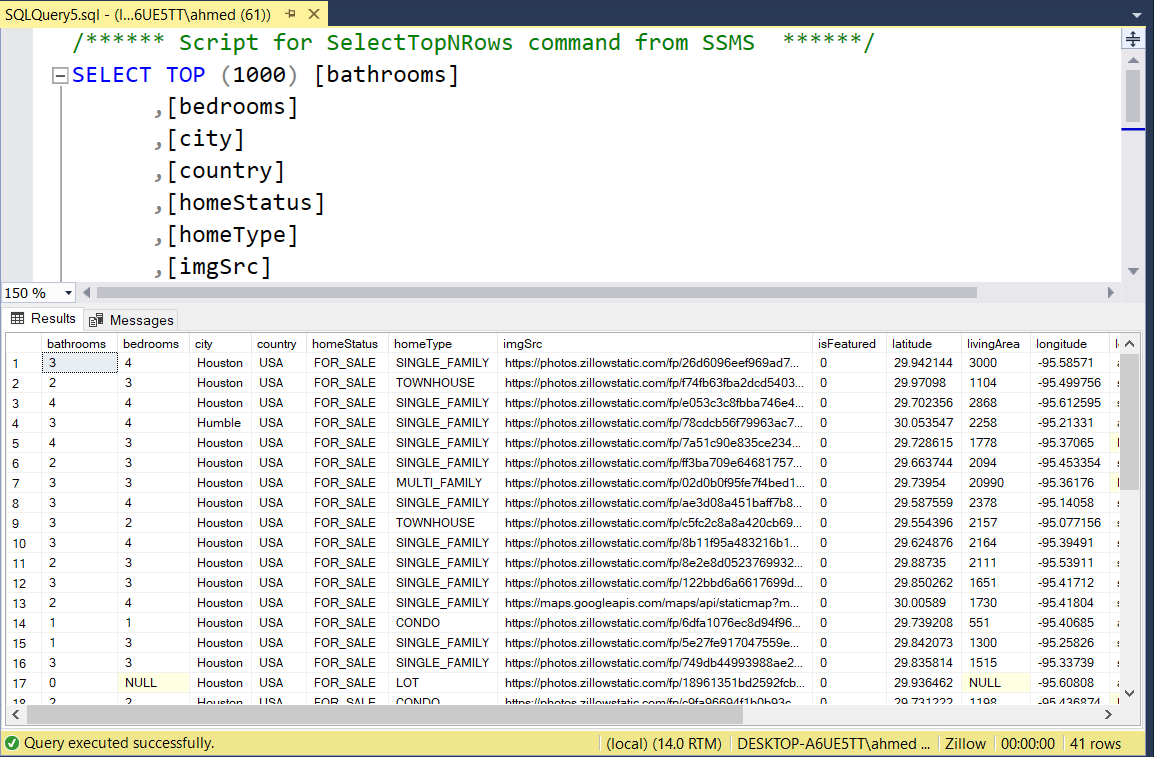 SQLQuery5.sql - (l...6UE5TT\ahmed (61))
/****** Script for SelectTopNRows command from SSMS ******/
SELECT TOP (1000) [bathrooms]
,[bedrooms]
,[city]
,[country]
,[homeStatus]
,[homeType]
,[imgSrc]
150 %
Results Messages
bathrooms bedrooms city country homeStatus homeType imgSrc isFeatured latitude livingArea longitude
1 3 4 Houston USA FOR_SALE SINGLE_FAMILY https://photos.zillowstatic.com/fp/26d6096eef969ad7... 0 29.942144 3000 -95.58571
2 2 3 Houston USA FOR_SALE TOWNHOUSE https://photos.zillowstatic.com/fp/f74fb63fba2dcd5403... 0 29.97098 1104 -95.499756
3 4 4 Houston USA FOR_SALE SINGLE_FAMILY https://photos.zillowstatic.com/fp/e053c3c8fbba746e4... 0 29.702356 2868 -95.612595
4 3 4 Humble USA FOR_SALE SINGLE_FAMILY https://photos.zillowstatic.com/fp/78cdcb56f79963ac7... 0 30.053547 2258 -95.21331
5 4 3 Houston USA FOR_SALE SINGLE_FAMILY https://photos.zillowstatic.com/fp/7a51c90e835ce234... 0 29.728615 1778 -95.37065
6 2 3 Houston USA FOR_SALE SINGLE_FAMILY https://photos.zillowstatic.com/fp/ff3ba709e64681757... 0 29.663744 2094 -95.453354
7 3 3 Houston USA FOR_SALE MULTI_FAMILY https://photos.zillowstatic.com/fp/02d0b0f95fe7f4bed1... 0 29.73954 20990 -95.36176
8 3 4 Houston USA FOR_SALE SINGLE_FAMILY https://photos.zillowstatic.com/fp/ae3d08a451baff7b8... 0 29.587559 2378 -95.14058
9 3 2 Houston USA FOR_SALE TOWNHOUSE https://photos.zillowstatic.com/fp/c5fc2c8a8a420cb69... 0 29.554396 2157 -95.077156
10 3 4 Houston USA FOR_SALE SINGLE_FAMILY https://photos.zillowstatic.com/fp/8b11f95a483216b1... 0 29.624876 2164 -95.39491
11 2 3 Houston USA FOR_SALE SINGLE_FAMILY https://photos.zillowstatic.com/fp/8e2e8d0523769932... 0 29.88735 2111 -95.53911
12 3 3 Houston USA FOR_SALE SINGLE_FAMILY https://photos.zillowstatic.com/fp/122bbd6a6617699d... 0 29.850262 1651 -95.41712
13 2 4 Houston USA FOR_SALE SINGLE_FAMILY https://maps.googleapis.com/maps/api/staticmap?m... 0 30.00589 1730 -95.41804
14 1 1 Houston USA FOR_SALE CONDO https://photos.zillowstatic.com/fp/6dfa1076ec8d94f96... 0 29.739208 551 -95.40685
15 1 3 Houston USA FOR_SALE SINGLE_FAMILY https://photos.zillowstatic.com/fp/5e27fe917047559e... 0 29.842073 1300 -95.25826
16 3 3 Houston USA FOR_SALE SINGLE_FAMILY https://photos.zillowstatic.com/fp/749db44993988ae2... 0 29.835814 1515 -95.33739
17 0 NULL Houston USA FOR_SALE LOT https://photos.zillowstatic.com/fp/18961351bd2592fcb... 0 29.936462 NULL -95.60808
18 2 2 Houston USA FOR_SALE CONDO https://photos.zillowstatic.com/fp/c9fa96694f1b0b93c... 0 29.731222 1198 -95.436874
Query executed successfully. (local) (14.0 RTM) DESKTOP-A6UE5TT\ahmed ... Zillow 00:00:00 41 rows